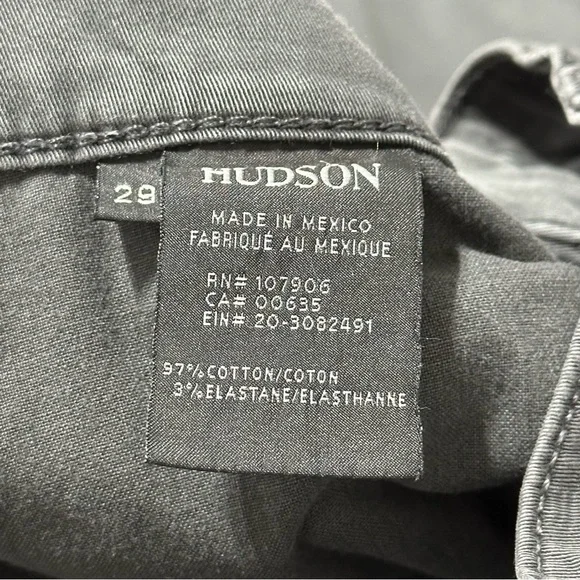 HUDSON
29
MADE IN MEXICO
FABRIQUÉ AU MEXIQUE
RN# 107906
CA# 00635
EIN# 20-3082491
97% COTTON/COTON
3% ELASTANE/ELASTHANNE